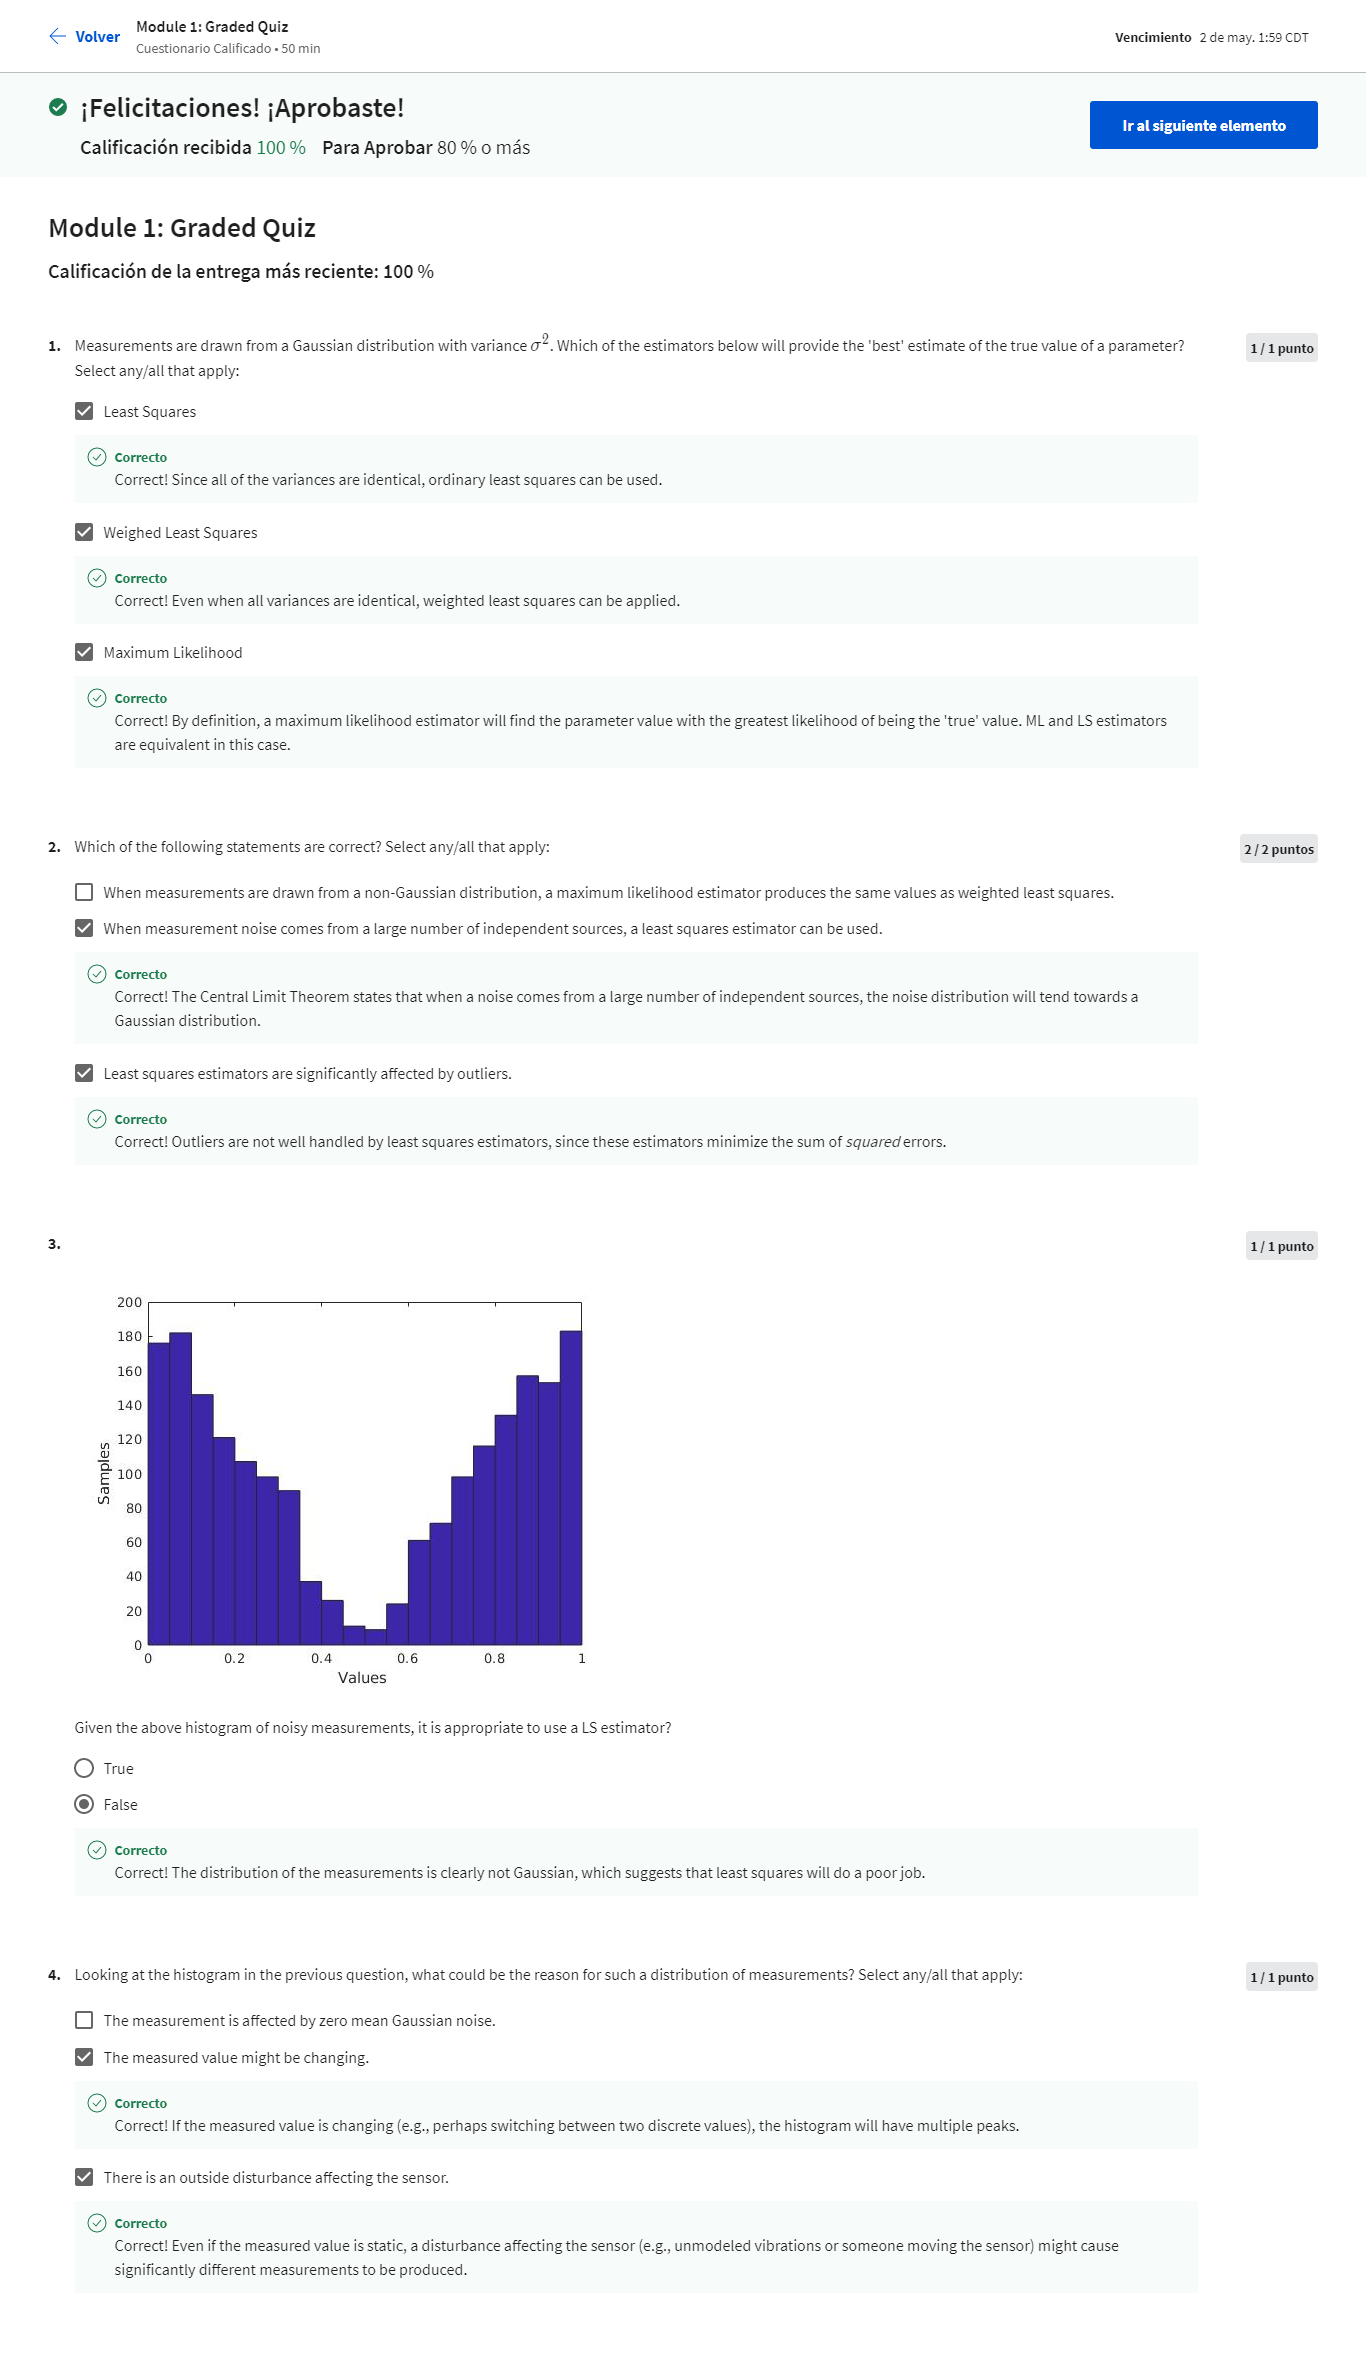 Volver
Module 1: Graded Quiz
Cuestionario Calificado • 50 min
Vencimiento 2 de may. 1:59 CDT
¡Felicitaciones! ¡Aprobaste!
Calificación recibida 100 % Para Aprobar 80 % o más
Ir al siguiente elemento
Module 1: Graded Quiz
Calificación de la entrega más reciente: 100 %
1. Measurements are drawn from a Gaussian distribution with variance σ². Which of the estimators below will provide the 'best' estimate of the true value of a parameter?
Select any/all that apply:
1 / 1 punto
Least Squares
Correcto
Correct! Since all of the variances are identical, ordinary least squares can be used.
Weighed Least Squares
Correcto
Correct! Even when all variances are identical, weighted least squares can be applied.
Maximum Likelihood
Correcto
Correct! By definition, a maximum likelihood estimator will find the parameter value with the greatest likelihood of being the 'true' value. ML and LS estimators
are equivalent in this case.
2. Which of the following statements are correct? Select any/all that apply:
2 / 2 puntos
When measurements are drawn from a non-Gaussian distribution, a maximum likelihood estimator produces the same values as weighted least squares.
When measurement noise comes from a large number of independent sources, a least squares estimator can be used.
Correcto
Correct! The Central Limit Theorem states that when a noise comes from a large number of independent sources, the noise distribution will tend towards a
Gaussian distribution.
Least squares estimators are significantly affected by outliers.
Correcto
Correct! Outliers are not well handled by least squares estimators, since these estimators minimize the sum of squared errors.
3.
1 / 1 punto
200
180
160
140
120
100
80
60
40
20
0
Samples
0 0.2 0.4 0.6 0.8 1
Values
Given the above histogram of noisy measurements, it is appropriate to use a LS estimator?
True
False
Correcto
Correct! The distribution of the measurements is clearly not Gaussian, which suggests that least squares will do a poor job.
4. Looking at the histogram in the previous question, what could be the reason for such a distribution of measurements? Select any/all that apply:
1 / 1 punto
The measurement is affected by zero mean Gaussian noise.
The measured value might be changing.
Correcto
Correct! If the measured value is changing (e.g., perhaps switching between two discrete values), the histogram will have multiple peaks.
There is an outside disturbance affecting the sensor.
Correcto
Correct! Even if the measured value is static, a disturbance affecting the sensor (e.g., unmodeled vibrations or someone moving the sensor) might cause
significantly different measurements to be produced.